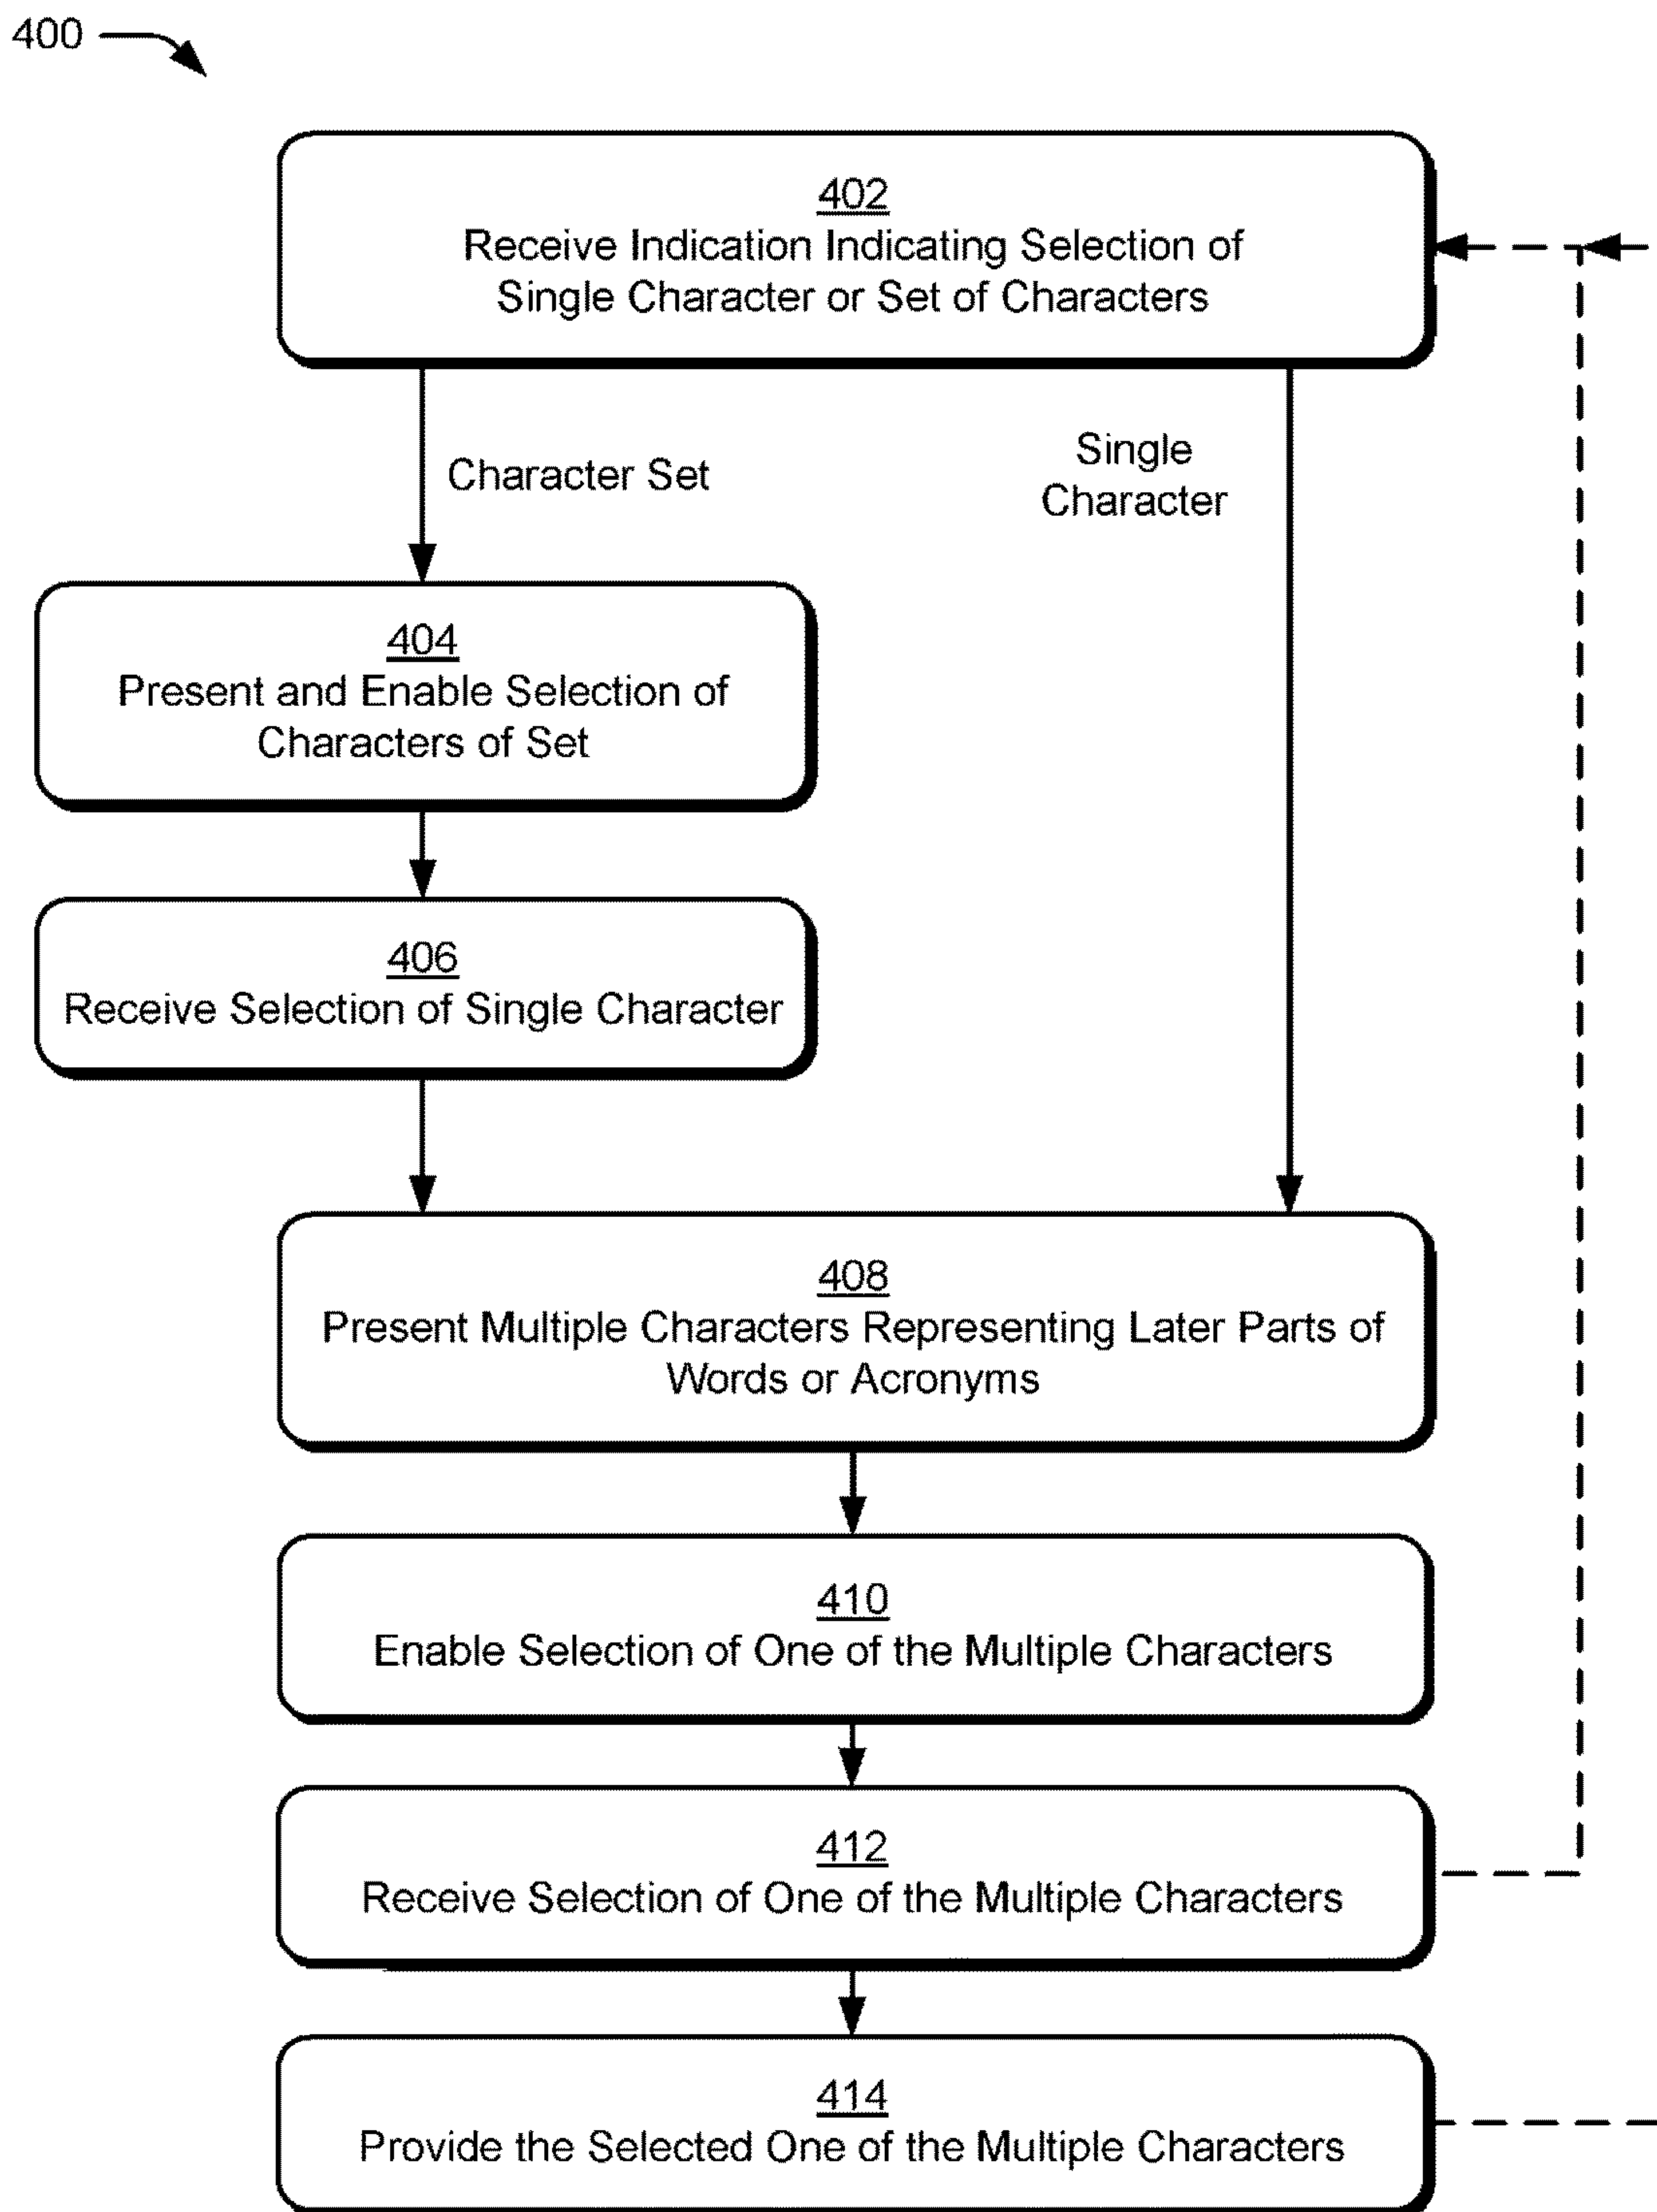 400
402
Receive Indication Indicating Selection of
Single Character or Set of Characters
Character Set
Single
Character
404
Present and Enable Selection of
Characters of Set
406
Receive Selection of Single Character
408
Present Multiple Characters Representing Later Parts of
Words or Acronyms
410
Enable Selection of One of the Multiple Characters
412
Receive Selection of One of the Multiple Characters
414
Provide the Selected One of the Multiple Characters